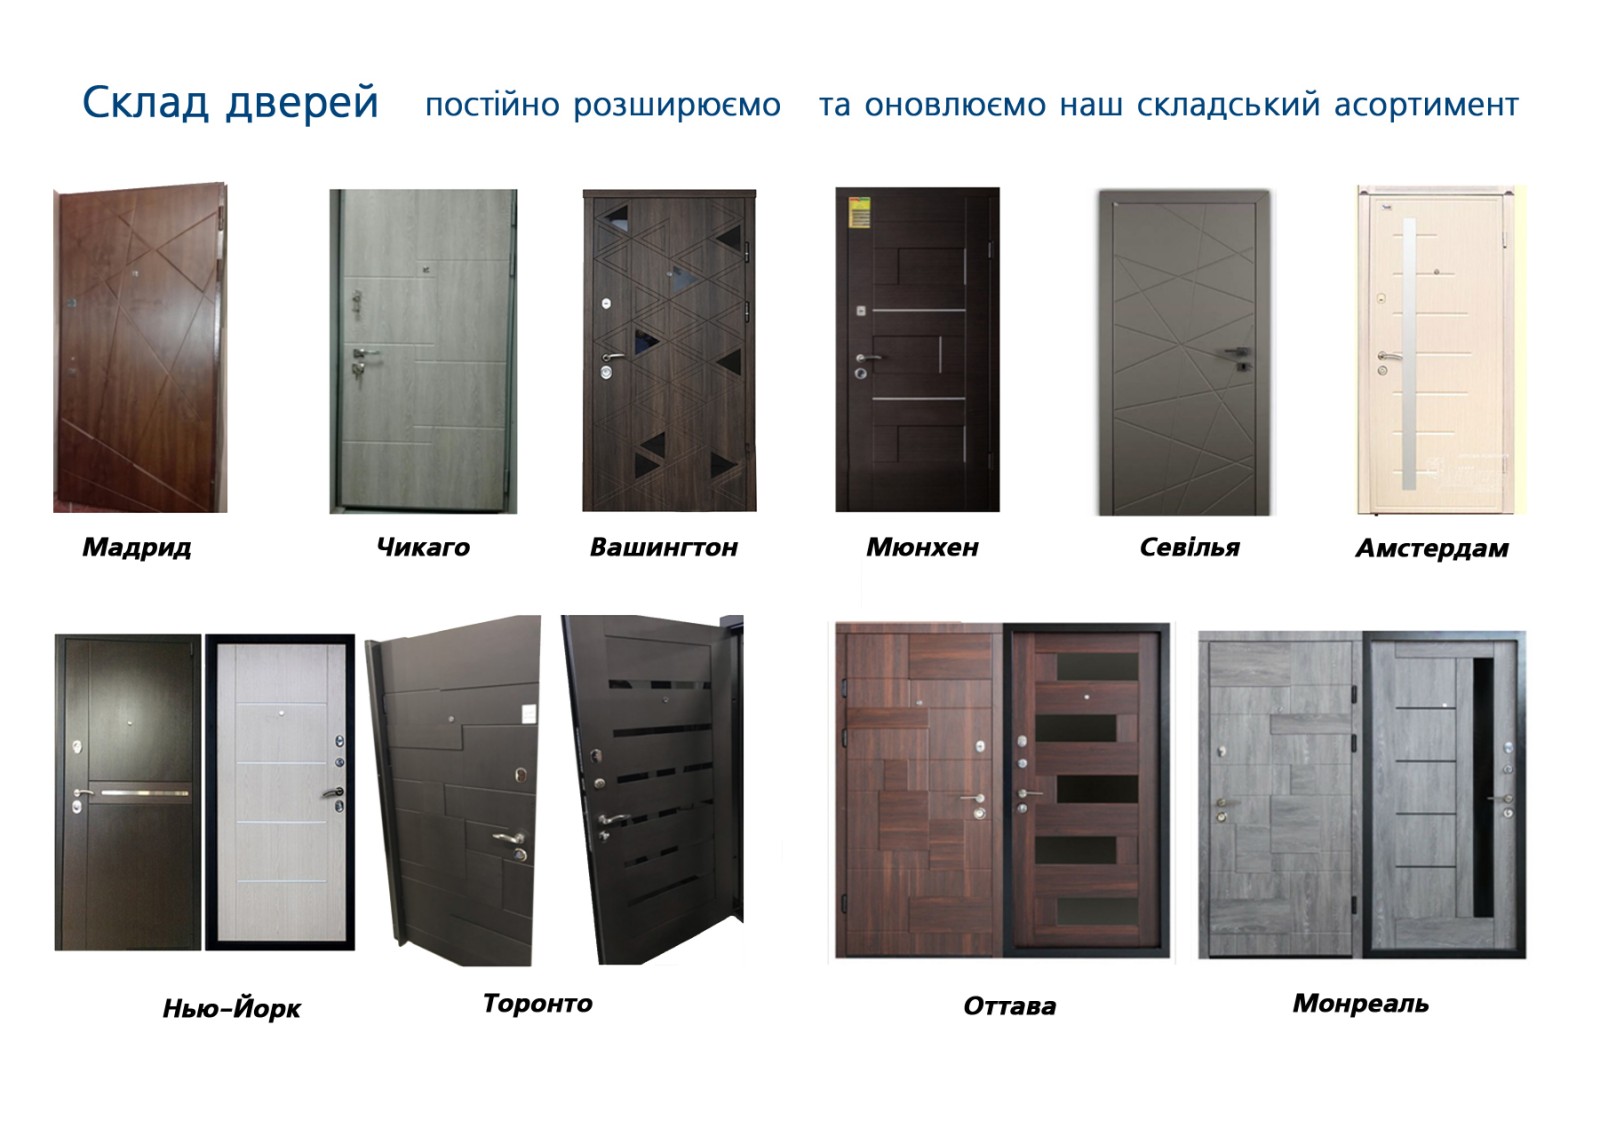 Склад дверей постійно розширюємо та оновлюємо наш складський асортимент
Мадрид
Чикаго
Вашингтон
Мюнхен
Севілья
Амстердам
Нью-Йорк
Торонто
Оттава
Монреаль